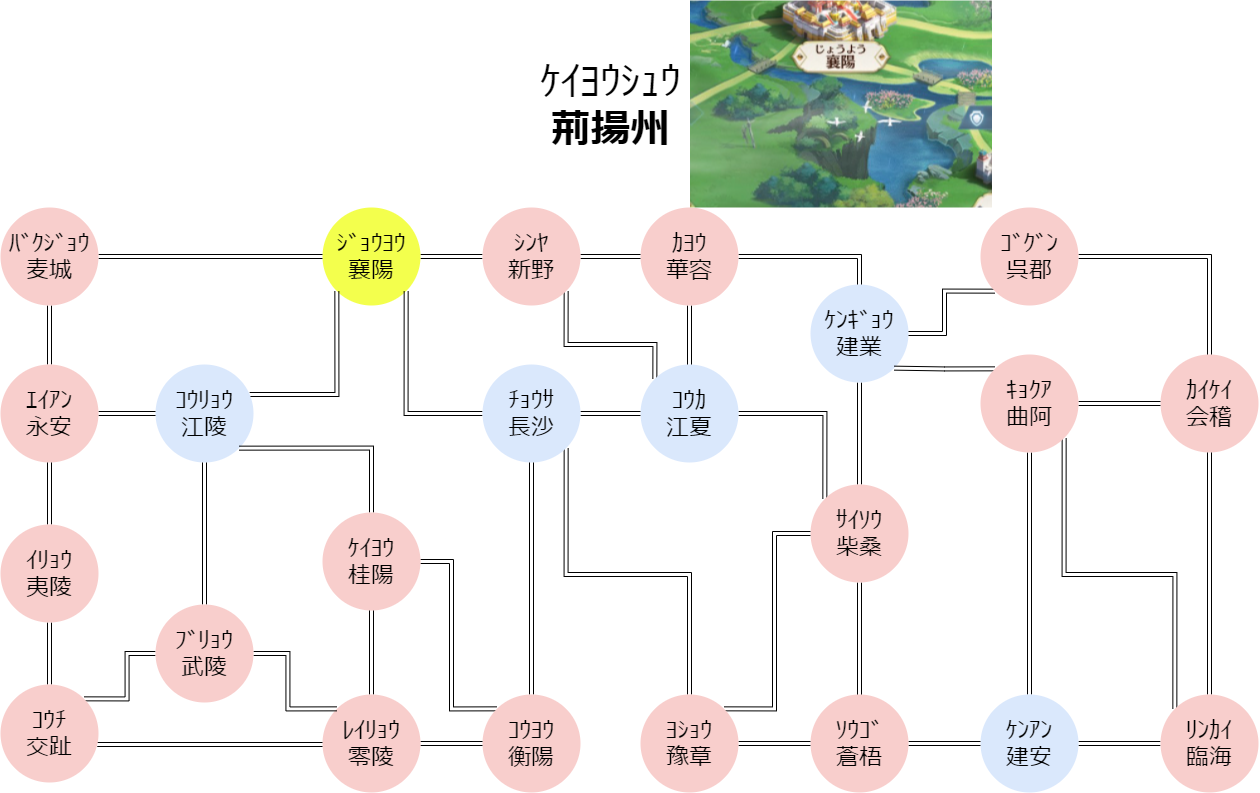 ｹｲﾖｳｼｭｳ
荊揚州
じょうよう
襄陽
ﾊﾞｸｼﾞｮｳ
麦城
ｼﾞｮｳﾖｳ
襄陽
ｼﾝﾔ
新野
ｶﾖｳ
華容
ｺﾞｸﾞﾝ
呉郡
ｹﾝｷﾞｮｳ
建業
ｴｲｱﾝ
永安
ｺｳﾘｮｳ
江陵
ﾁｮｳｻ
長沙
ｺｳｶ
江夏
ｷｮｸｱ
曲阿
ｶｲｹｲ
会稽
ｲﾘｮｳ
夷陵
ｹｲﾖｳ
桂陽
ｻｲｿｳ
柴桑
ﾌﾞﾘｮｳ
武陵
ｺｳﾁ
交趾
ﾚｲﾘｮｳ
零陵
ｺｳﾖｳ
衡陽
ﾖｼｮｳ
豫章
ｿｳｺﾞ
蒼梧
ｹﾝｱﾝ
建安
ﾘﾝｶｲ
臨海